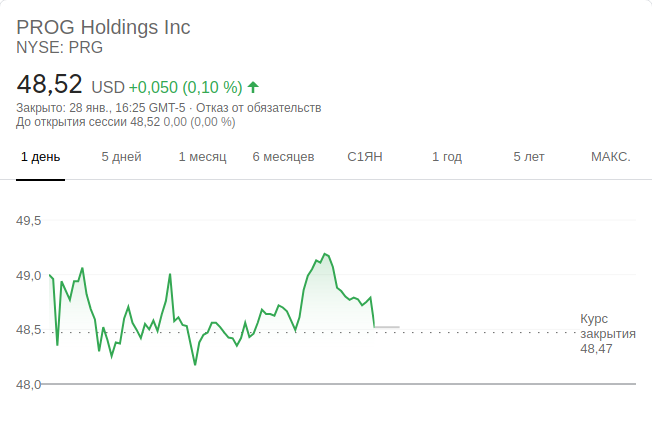 PROG Holdings Inc
NYSE: PRG
48,52 USD +0,050 (0,10 %)
Закрыто: 28 янв., 16:25 GMT-5 · Отказ от обязательств
До открытия сессии 48,52 0,00 (0,00 %)
1 день 5 дней 1 месяц 6 месяцев С1ЯН 1 год 5 лет МАКС.
49,5
49,0
48,5
48,0
Курс
закрытия
48,47